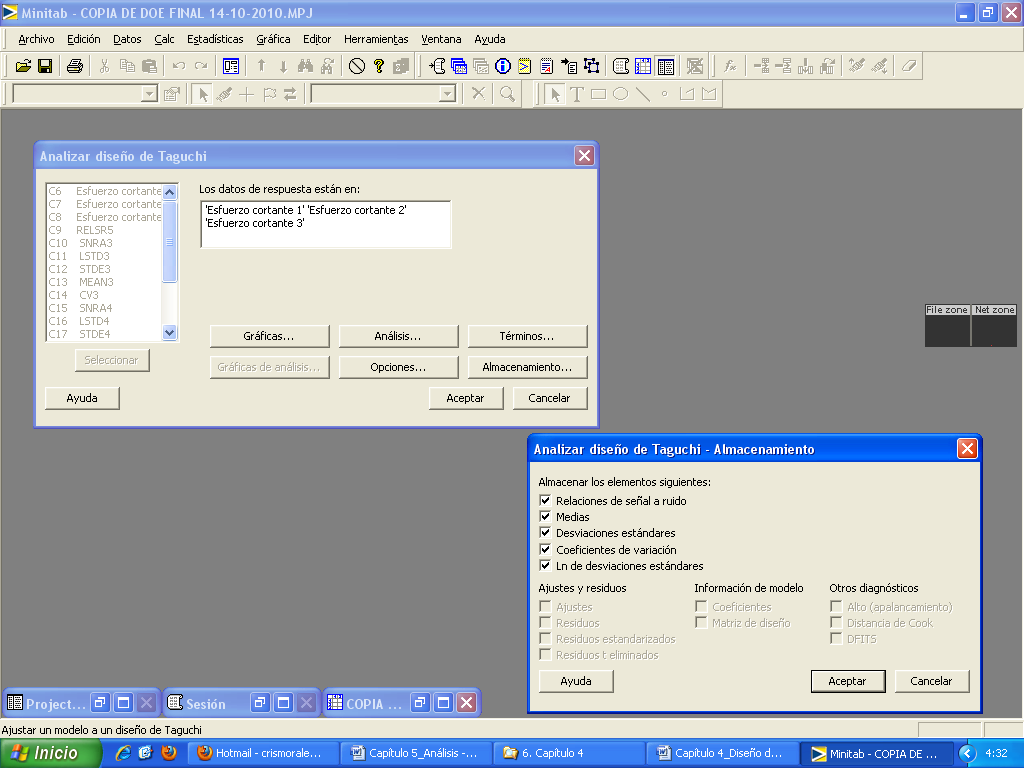 Minitab - COPIA DE DOE FINAL 14-10-2010.MPJ
Archivo Edición Datos Calc Estadísticas Gráfica Editor Herramientas Ventana Ayuda
Analizar diseño de Taguchi
C6 Esfuerzo cortante
C7 Esfuerzo cortante
C8 Esfuerzo cortante
C9 RELSR5
C10 SNRA3
C11 LSTD3
C12 STDE3
C13 MEAN3
C14 CV3
C15 SNRA4
C16 LSTD4
C17 STDE4
Los datos de respuesta están en:
'Esfuerzo cortante 1' 'Esfuerzo cortante 2'
'Esfuerzo cortante 3'
Gráficas... Análisis... Términos...
Seleccionar Gráficas de análisis... Opciones... Almacenamiento...
Ayuda Aceptar Cancelar
File zone Net zone
Analizar diseño de Taguchi - Almacenamiento
Almacenar los elementos siguientes:
Relaciones de señal a ruido
Medias
Desviaciones estándares
Coeficientes de variación
Ln de desviaciones estándares
Ajustes y residuos Información de modelo Otros diagnósticos
Ajustes Coeficientes Alto (apalancamiento)
Residuos Matriz de diseño Distancia de Cook
Residuos estandarizados DFITS
Residuos t eliminados
Ayuda Aceptar Cancelar
Project... Sesión COPIA ...
Ajustar un modelo a un diseño de Taguchi
Inicio Hotmail - crismorale... Capítulo 5_Análisis -... 6. Capítulo 4 Capítulo 4_Diseño d... Minitab - COPIA DE ... 4:32